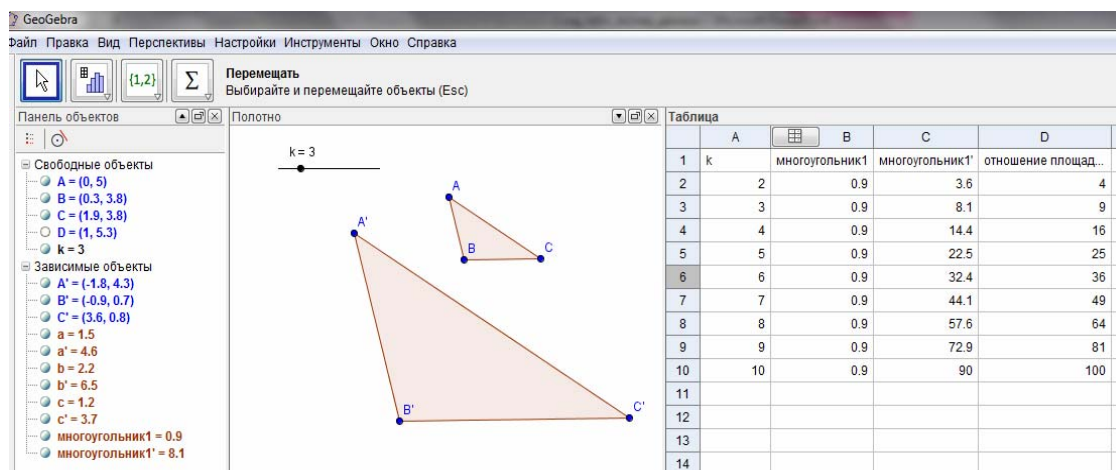 GeoGebra
Файл Правка Вид Перспективы Настройки Инструменты Окно Справка
{1,2}
Σ
Перемещать
Выбирайте и перемещайте объекты (Esc)
Панель объектов
Свободные объекты
A = (0, 5)
B = (0.3, 3.8)
C = (1.9, 3.8)
D = (1, 5.3)
k = 3
Зависимые объекты
A' = (-1.8, 4.3)
B' = (-0.9, 0.7)
C' = (3.6, 0.8)
a = 1.5
a' = 4.6
b = 2.2
b' = 6.5
c = 1.2
c' = 3.7
многоугольник1 = 0.9
многоугольник1' = 8.1
Полотно
k = 3
A
A'
B
C
B'
C'
Таблица
A B C D
1 k многоугольник1 многоугольник1' отношение площад...
2 2 0.9 3.6 4
3 3 0.9 8.1 9
4 4 0.9 14.4 16
5 5 0.9 22.5 25
6 6 0.9 32.4 36
7 7 0.9 44.1 49
8 8 0.9 57.6 64
9 9 0.9 72.9 81
10 10 0.9 90 100
11
12
13
14